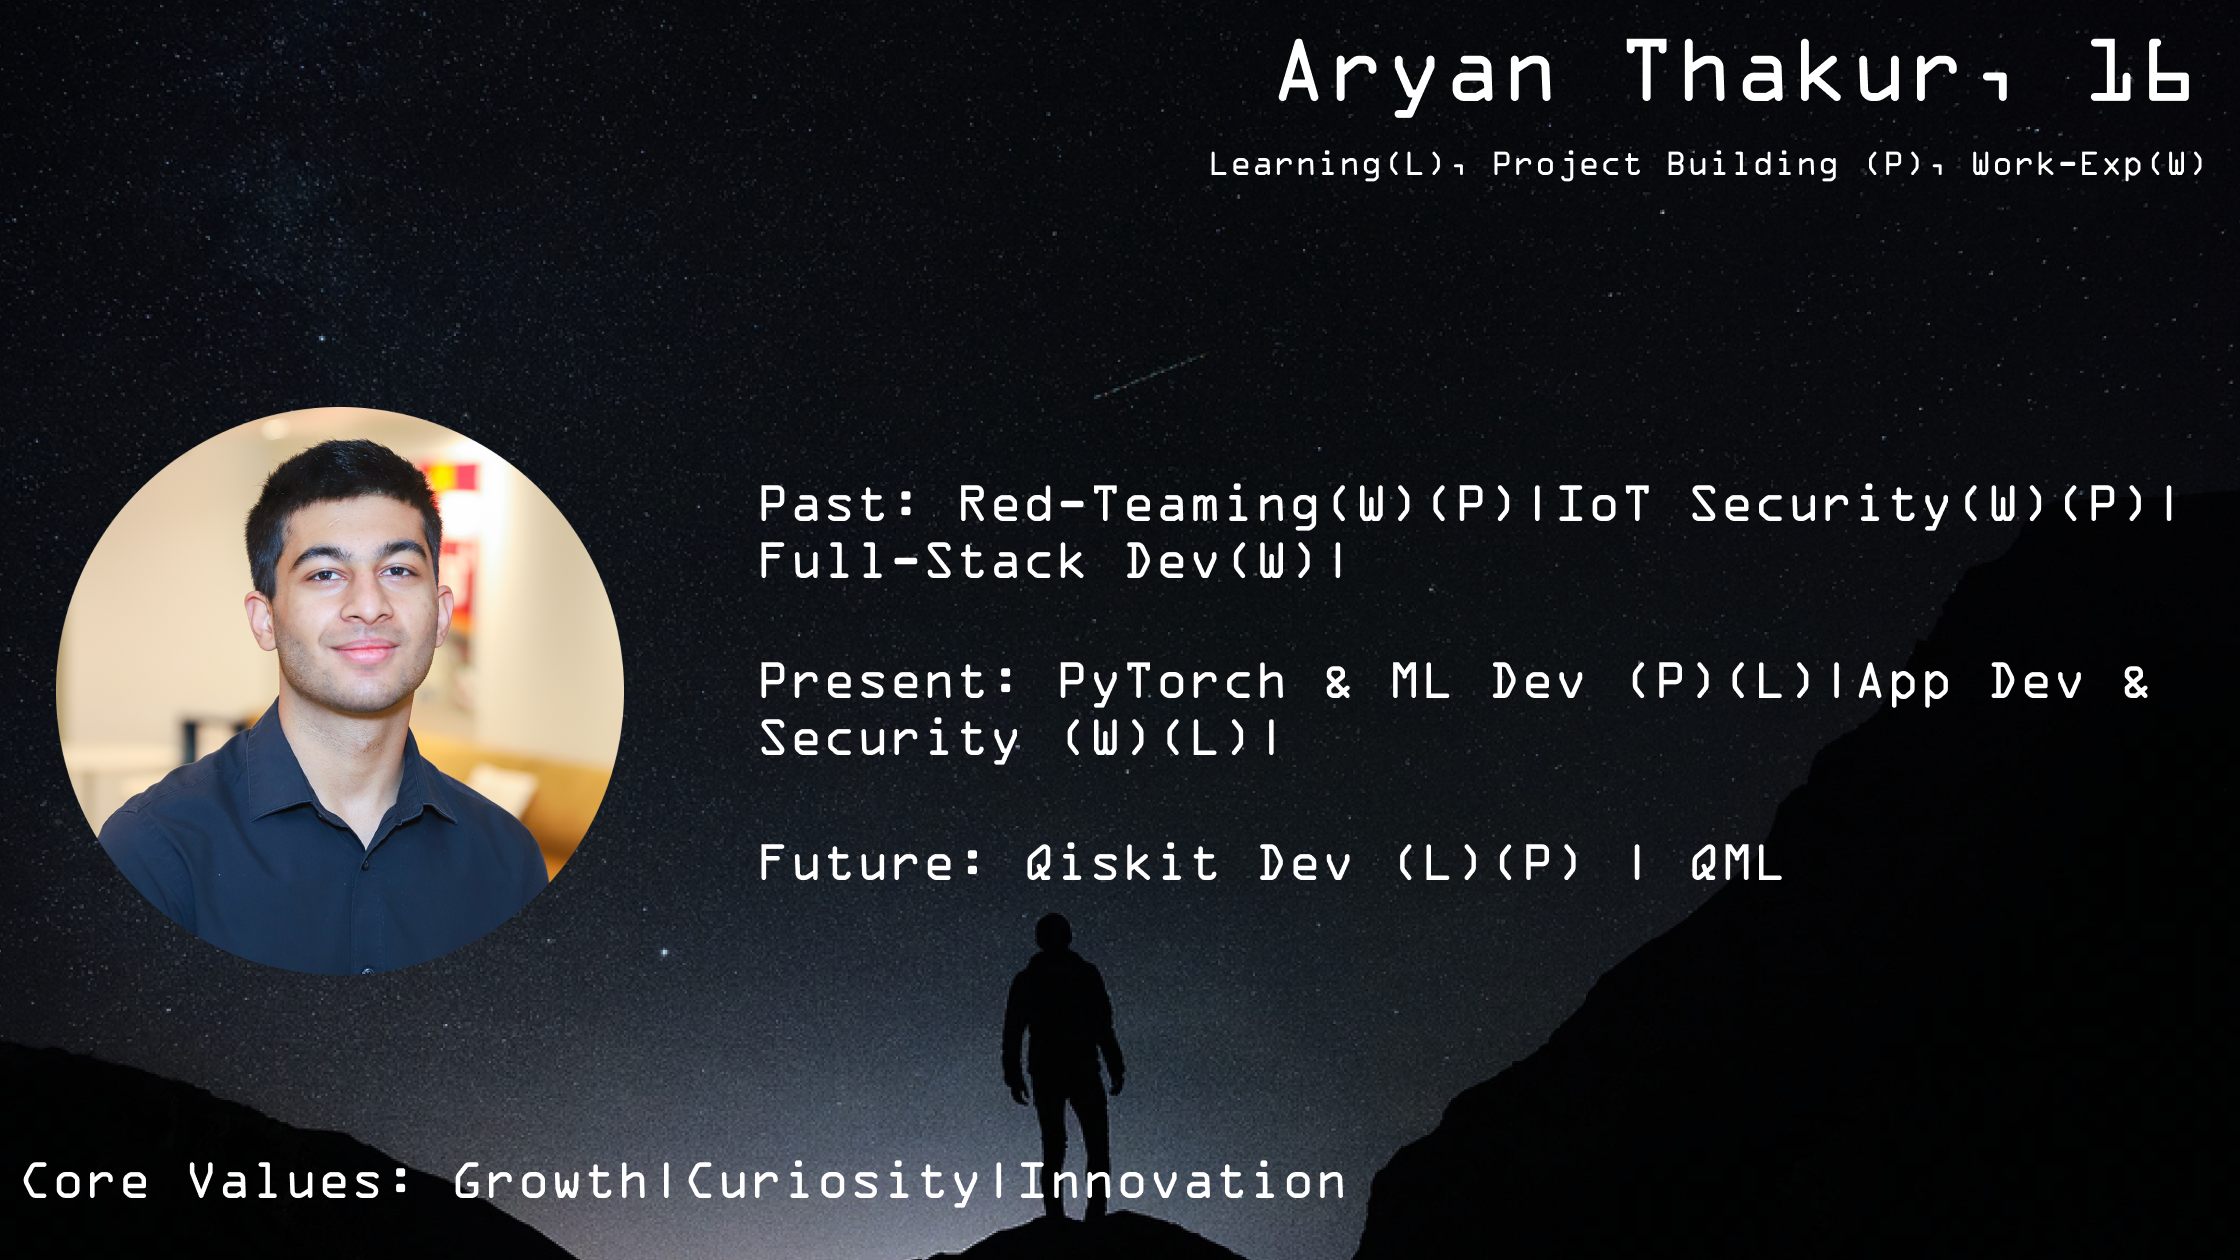 Aryan Thakur, 16
Learning(L), Project Building (P), Work-Exp(W)
Past: Red-Teaming(W)(P)|IoT Security(W)(P)|
Full-Stack Dev(W)|
Present: PyTorch & ML Dev (P)(L)|App Dev &
Security (W)(L)|
Future: Qiskit Dev (L)(P) | QML
Core Values: Growth|Curiosity|Innovation